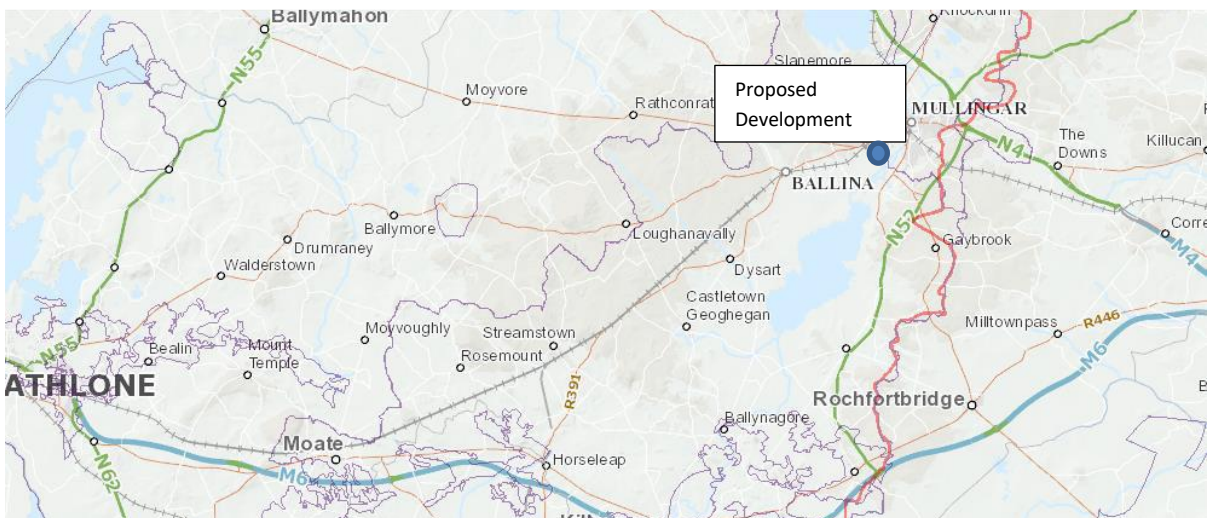 Ballymahon
Knockdrin
N55
Slanemore
Proposed
Development
Moyvore
Rathconrat
MULLINGAR
The
Downs
Killucan
N4
BALLINA
Ballymore
Loughanavally
N52
Drumraney
Gaybrook
Corre
Walderstown
Dysart
M4
Castletown
Geoghegan
Moyvoughly
Streamstown
Milltownpass
R446
N55
Bealin
Mount
Temple
Rosemount
M6
ATHLONE
R391
Rochfortbridge
Ballynagore
Moate
Horseleap
N62
M6